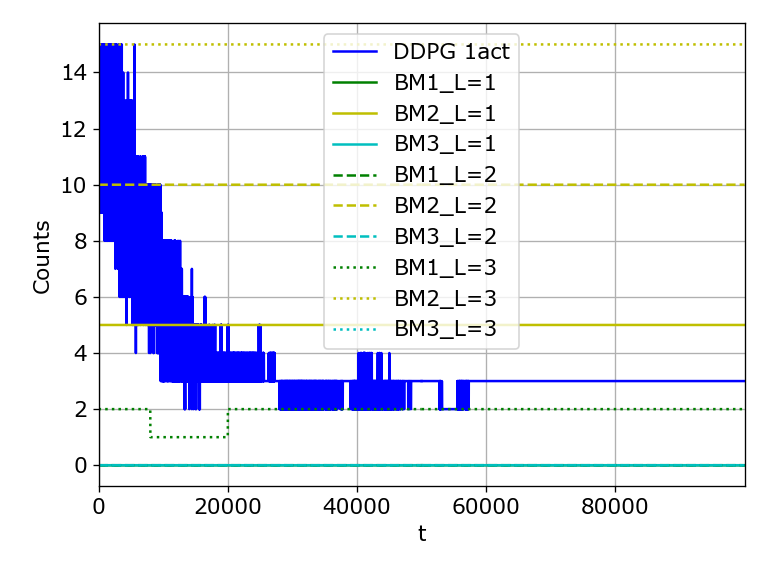 14
12
10
8
6
4
2
0
Counts
0
20000
40000
60000
80000
t
DDPG 1act
BM1_L=1
BM2_L=1
BM3_L=1
BM1_L=2
BM2_L=2
BM3_L=2
BM1_L=3
BM2_L=3
BM3_L=3